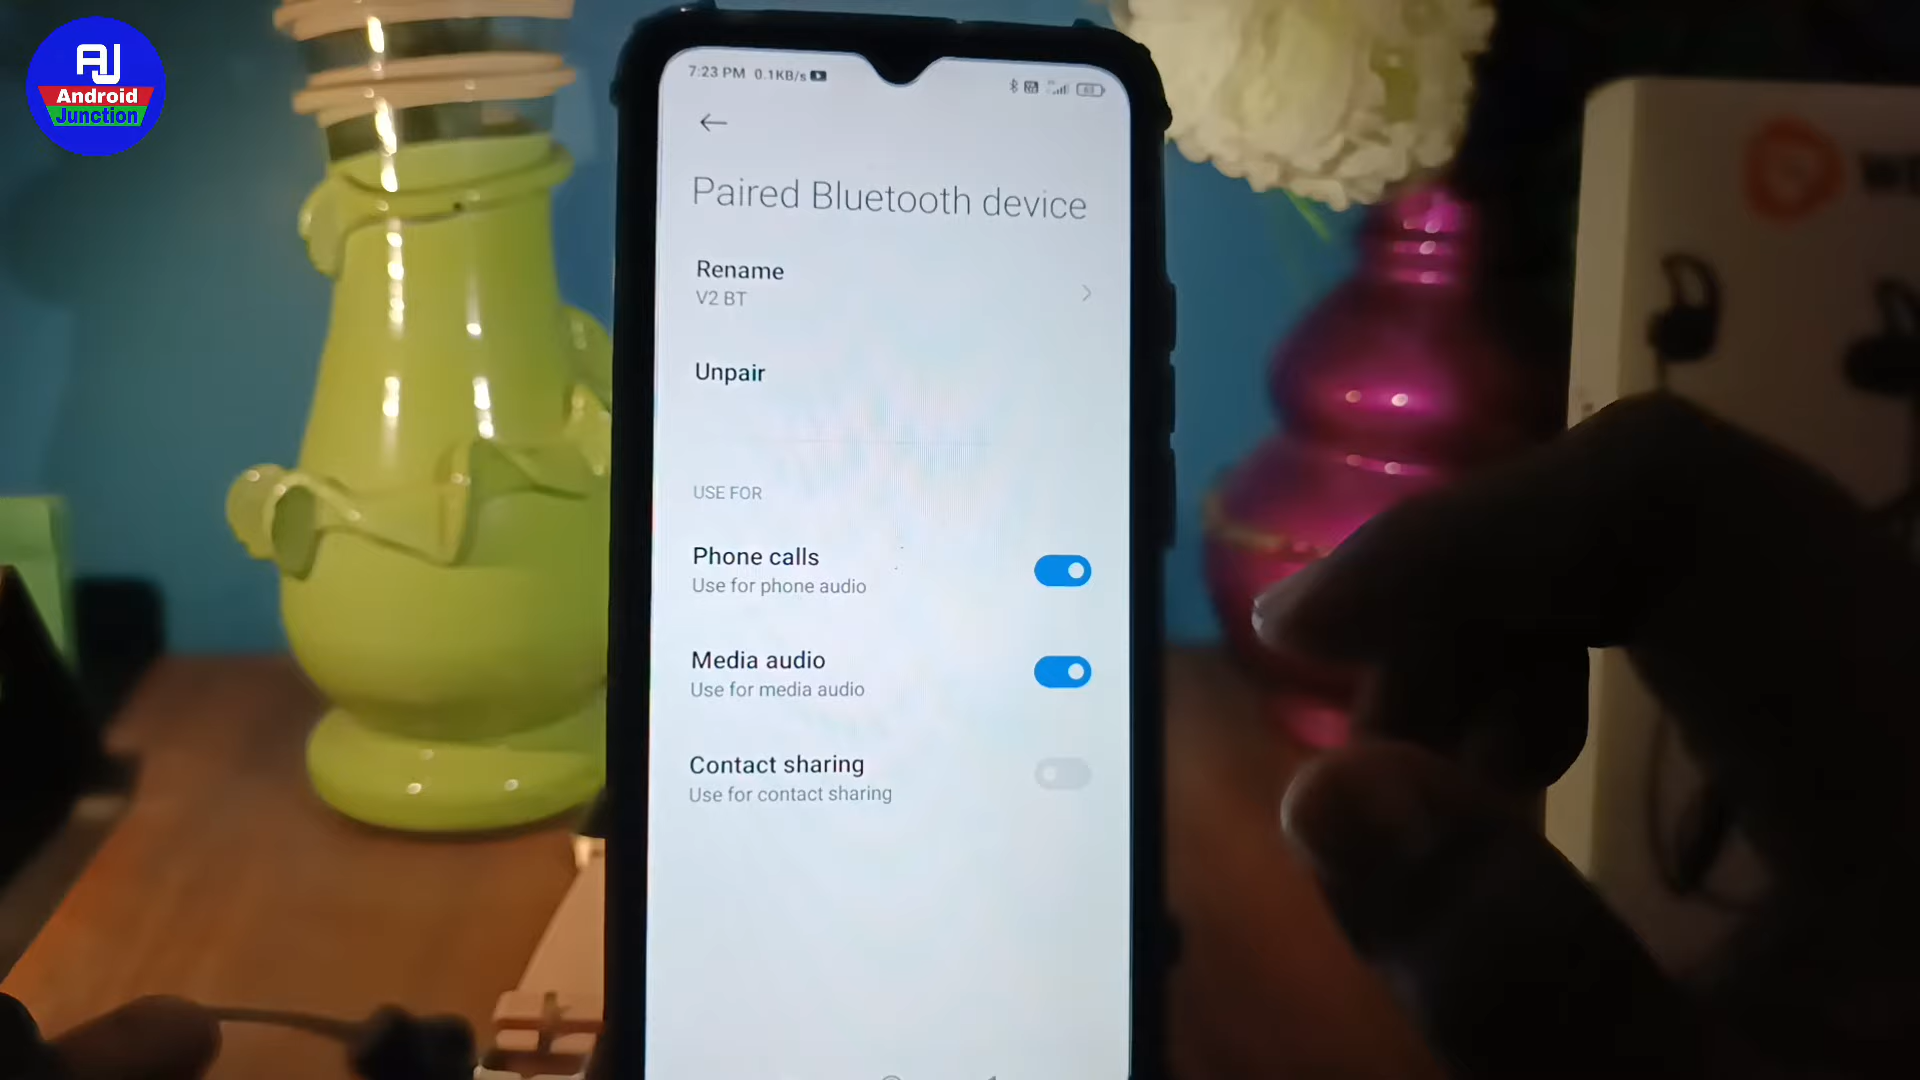 AJ
Android
Junction
7:23 PM 0.1KB/s
Paired Bluetooth device
Rename
V2 BT
Unpair
USE FOR
Phone calls
Use for phone audio
Media audio
Use for media audio
Contact sharing
Use for contact sharing